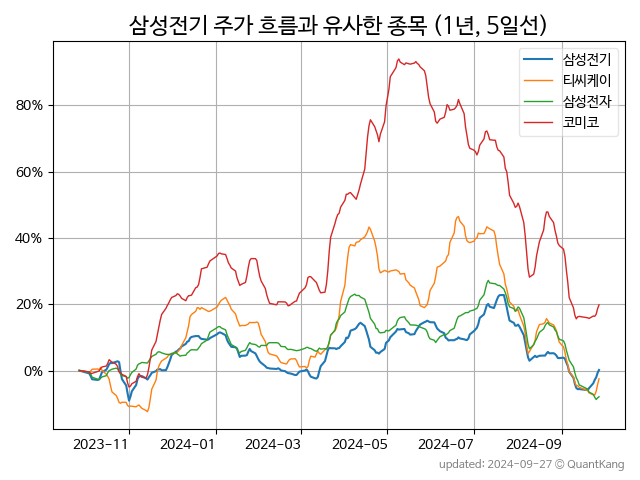 삼성전기 주가 흐름과 유사한 종목 (1년, 5일선)
삼성전기
티씨케이
삼성전자
코미코
80%
60%
40%
20%
0%
2023-11 2024-01 2024-03 2024-05 2024-07 2024-09
updated: 2024-09-27 © QuantKang